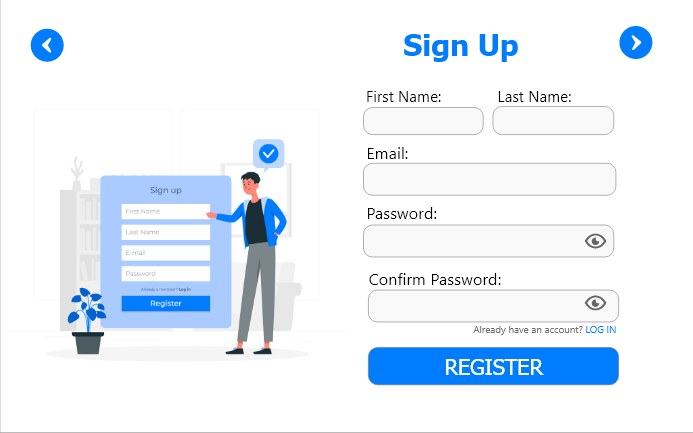 Sign Up
First Name:
Last Name:
Email:
Password:
Confirm Password:
Already have an account? LOG IN
REGISTER
Sign up
First Name
Last Name
E-mail
Password
Already a member? Log in
Register